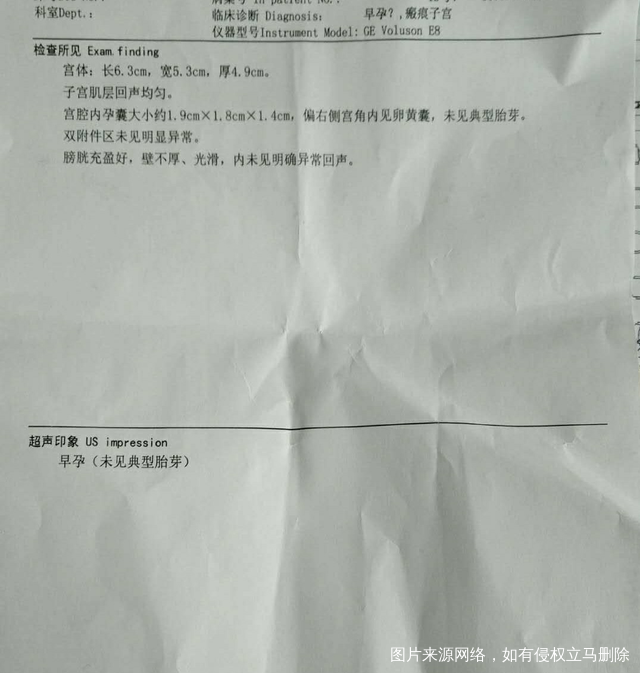 科室Dept.:
临床诊断 Diagnosis: 早孕?,瘢痕子宫
仪器型号Instrument Model: GE Voluson E8
检查所见 Exam finding
宫体:长6.3cm,宽5.3cm,厚4.9cm。
子宫肌层回声均匀。
宫腔内孕囊大小约1.9cm×1.8cm×1.4cm,偏右侧宫角内见卵黄囊,未见典型胎芽。
双附件区未见明显异常。
膀胱充盈好,壁不厚、光滑,内未见明确异常回声。
超声印象 US impression
早孕(未见典型胎芽)
图片来源网络,如有侵权立马删除